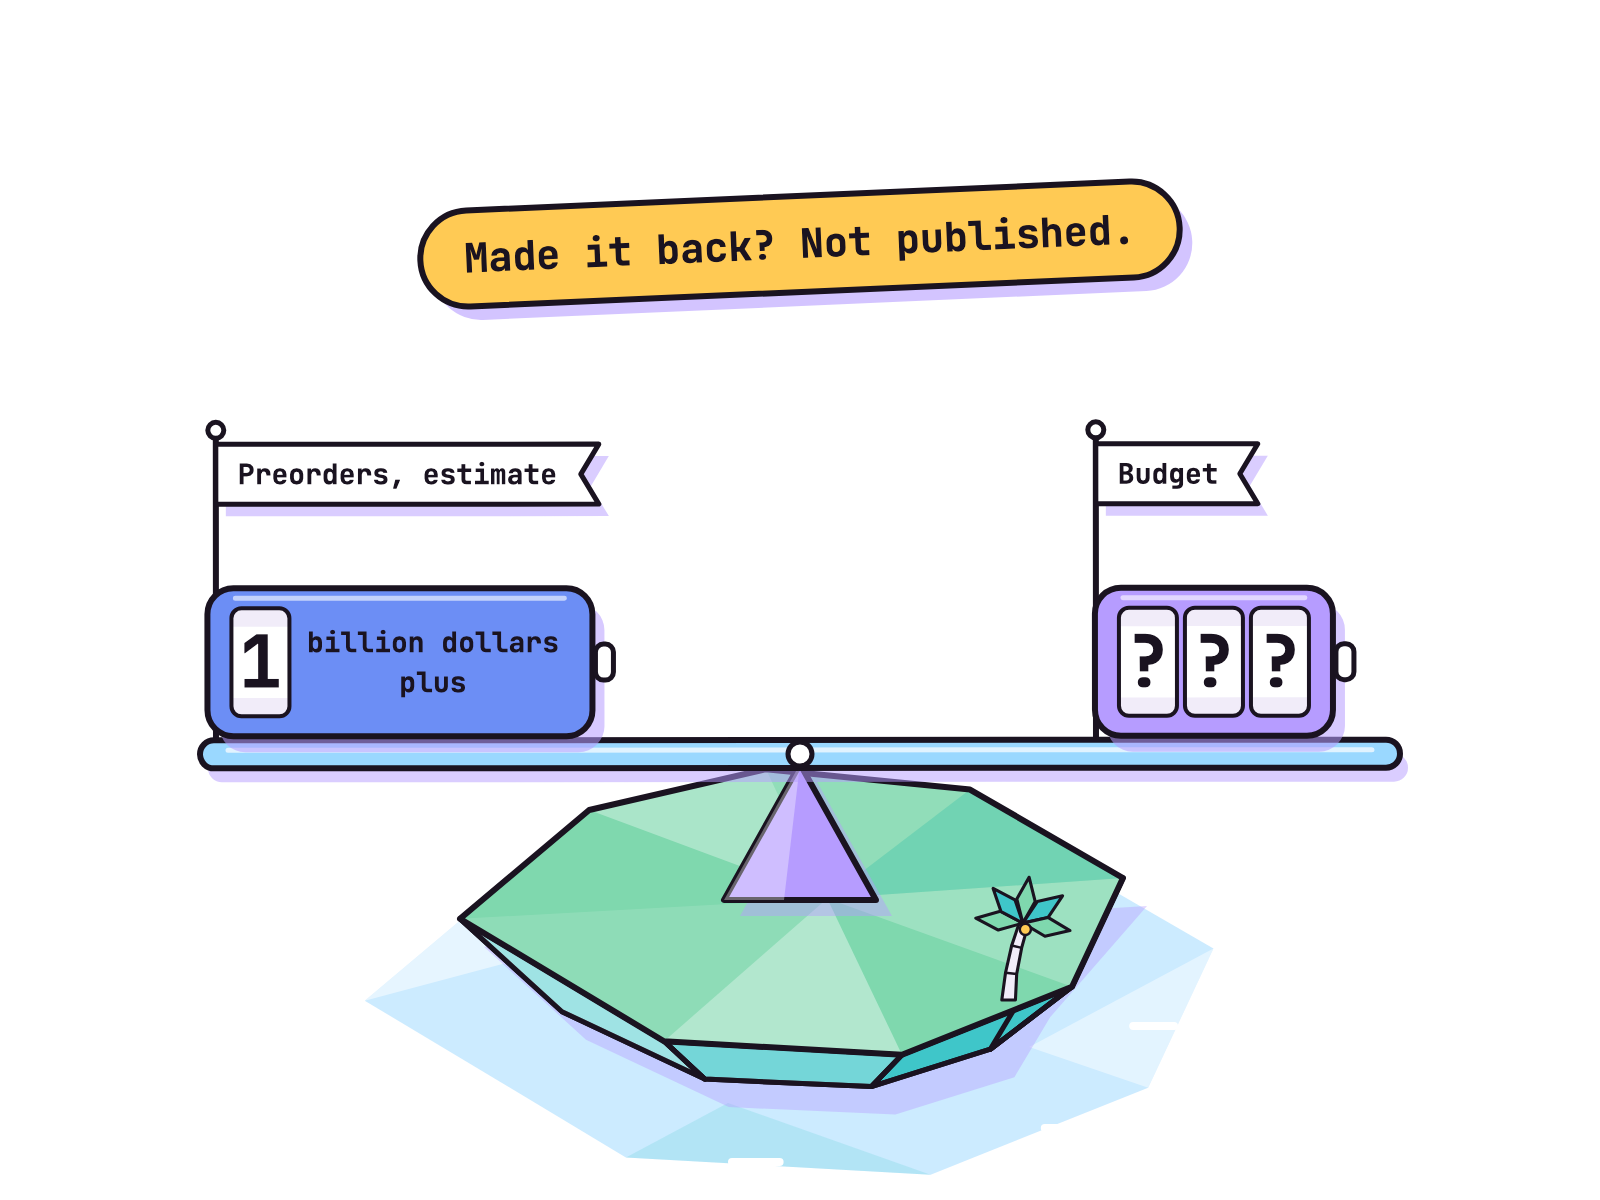 Made it back? Not published.
Preorders, estimate
Budget
1 billion dollars
plus
? ? ?